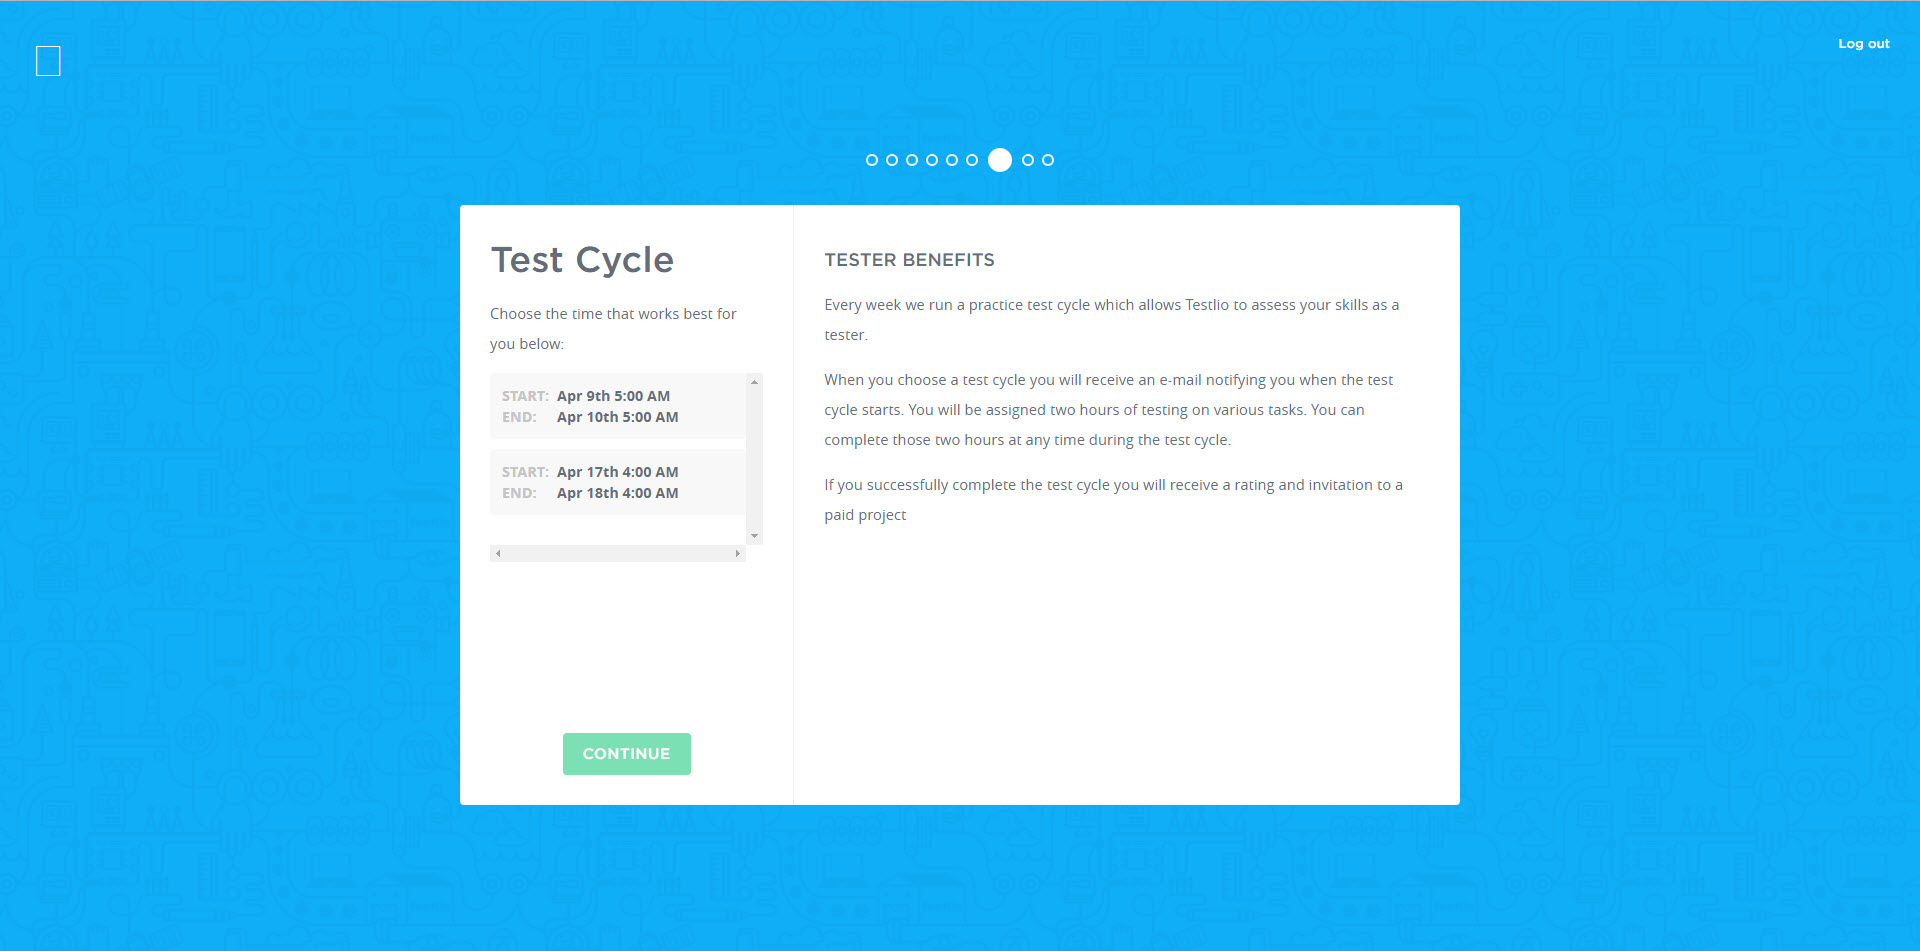 Log out
Test Cycle
Choose the time that works best for
you below:
START: Apr 9th 5:00 AM
END: Apr 10th 5:00 AM
START: Apr 17th 4:00 AM
END: Apr 18th 4:00 AM
CONTINUE
TESTER BENEFITS
Every week we run a practice test cycle which allows Testlio to assess your skills as a
tester.
When you choose a test cycle you will receive an e-mail notifying you when the test
cycle starts. You will be assigned two hours of testing on various tasks. You can
complete those two hours at any time during the test cycle.
If you successfully complete the test cycle you will receive a rating and invitation to a
paid project